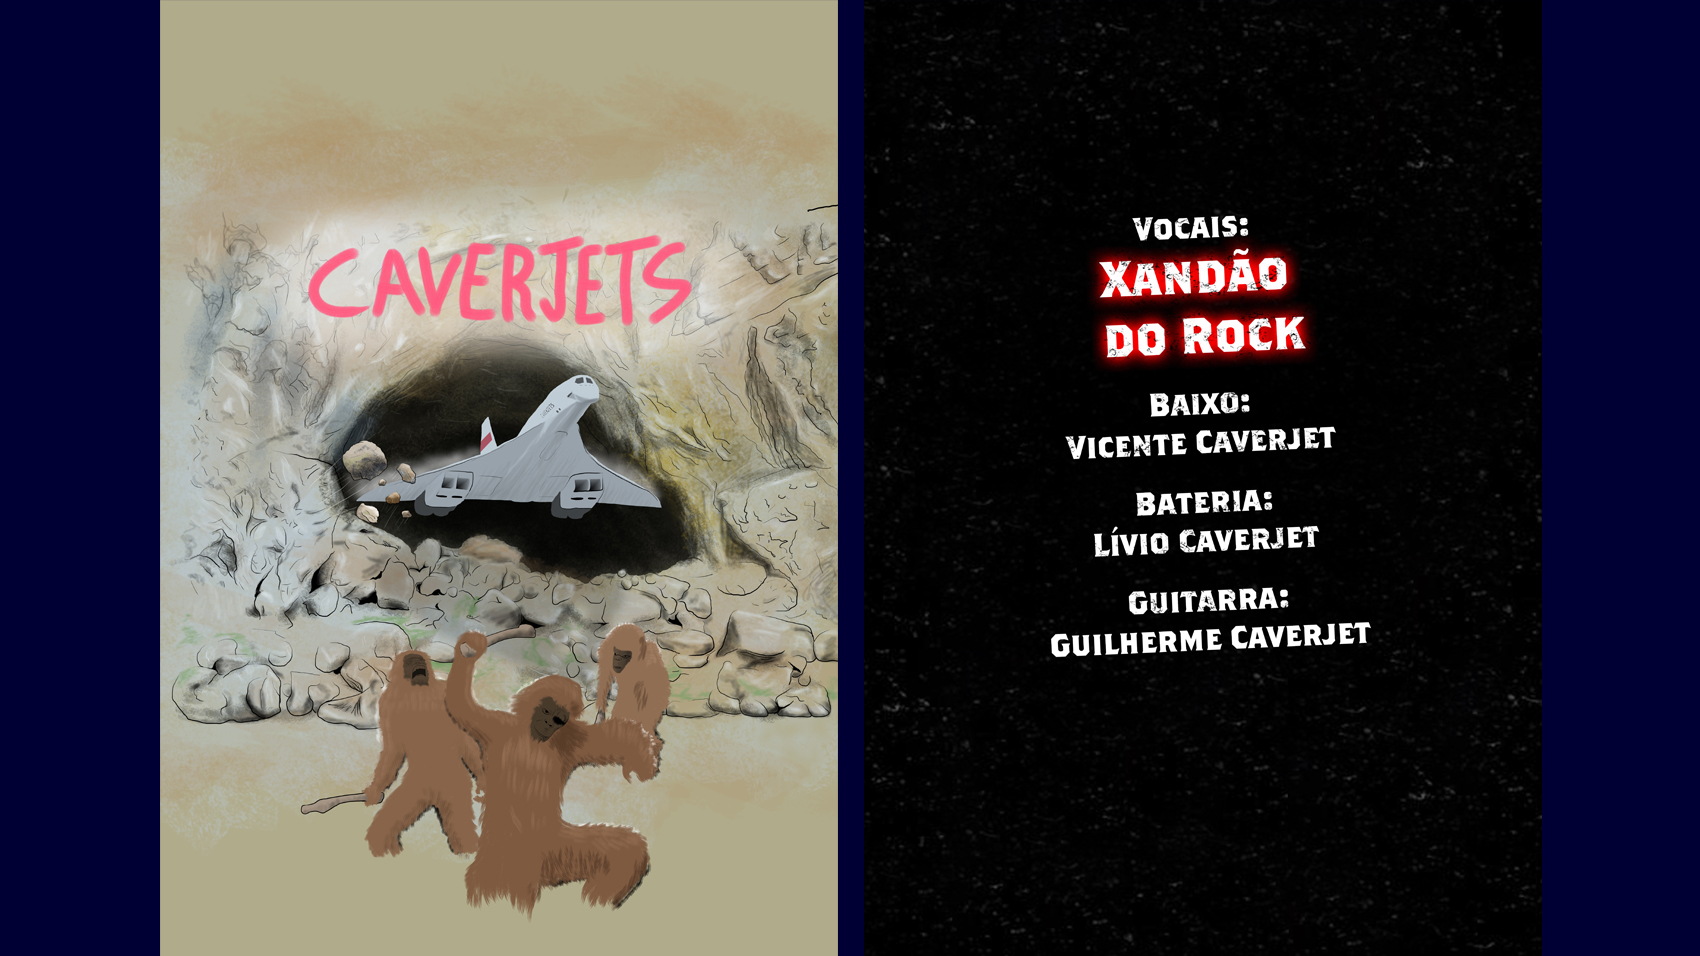 CAVERJETS
Vocais:
Xandão
do Rock
Baixo:
Vicente Caverjet
Bateria:
Lívio Caverjet
Guitarra:
Guilherme Caverjet